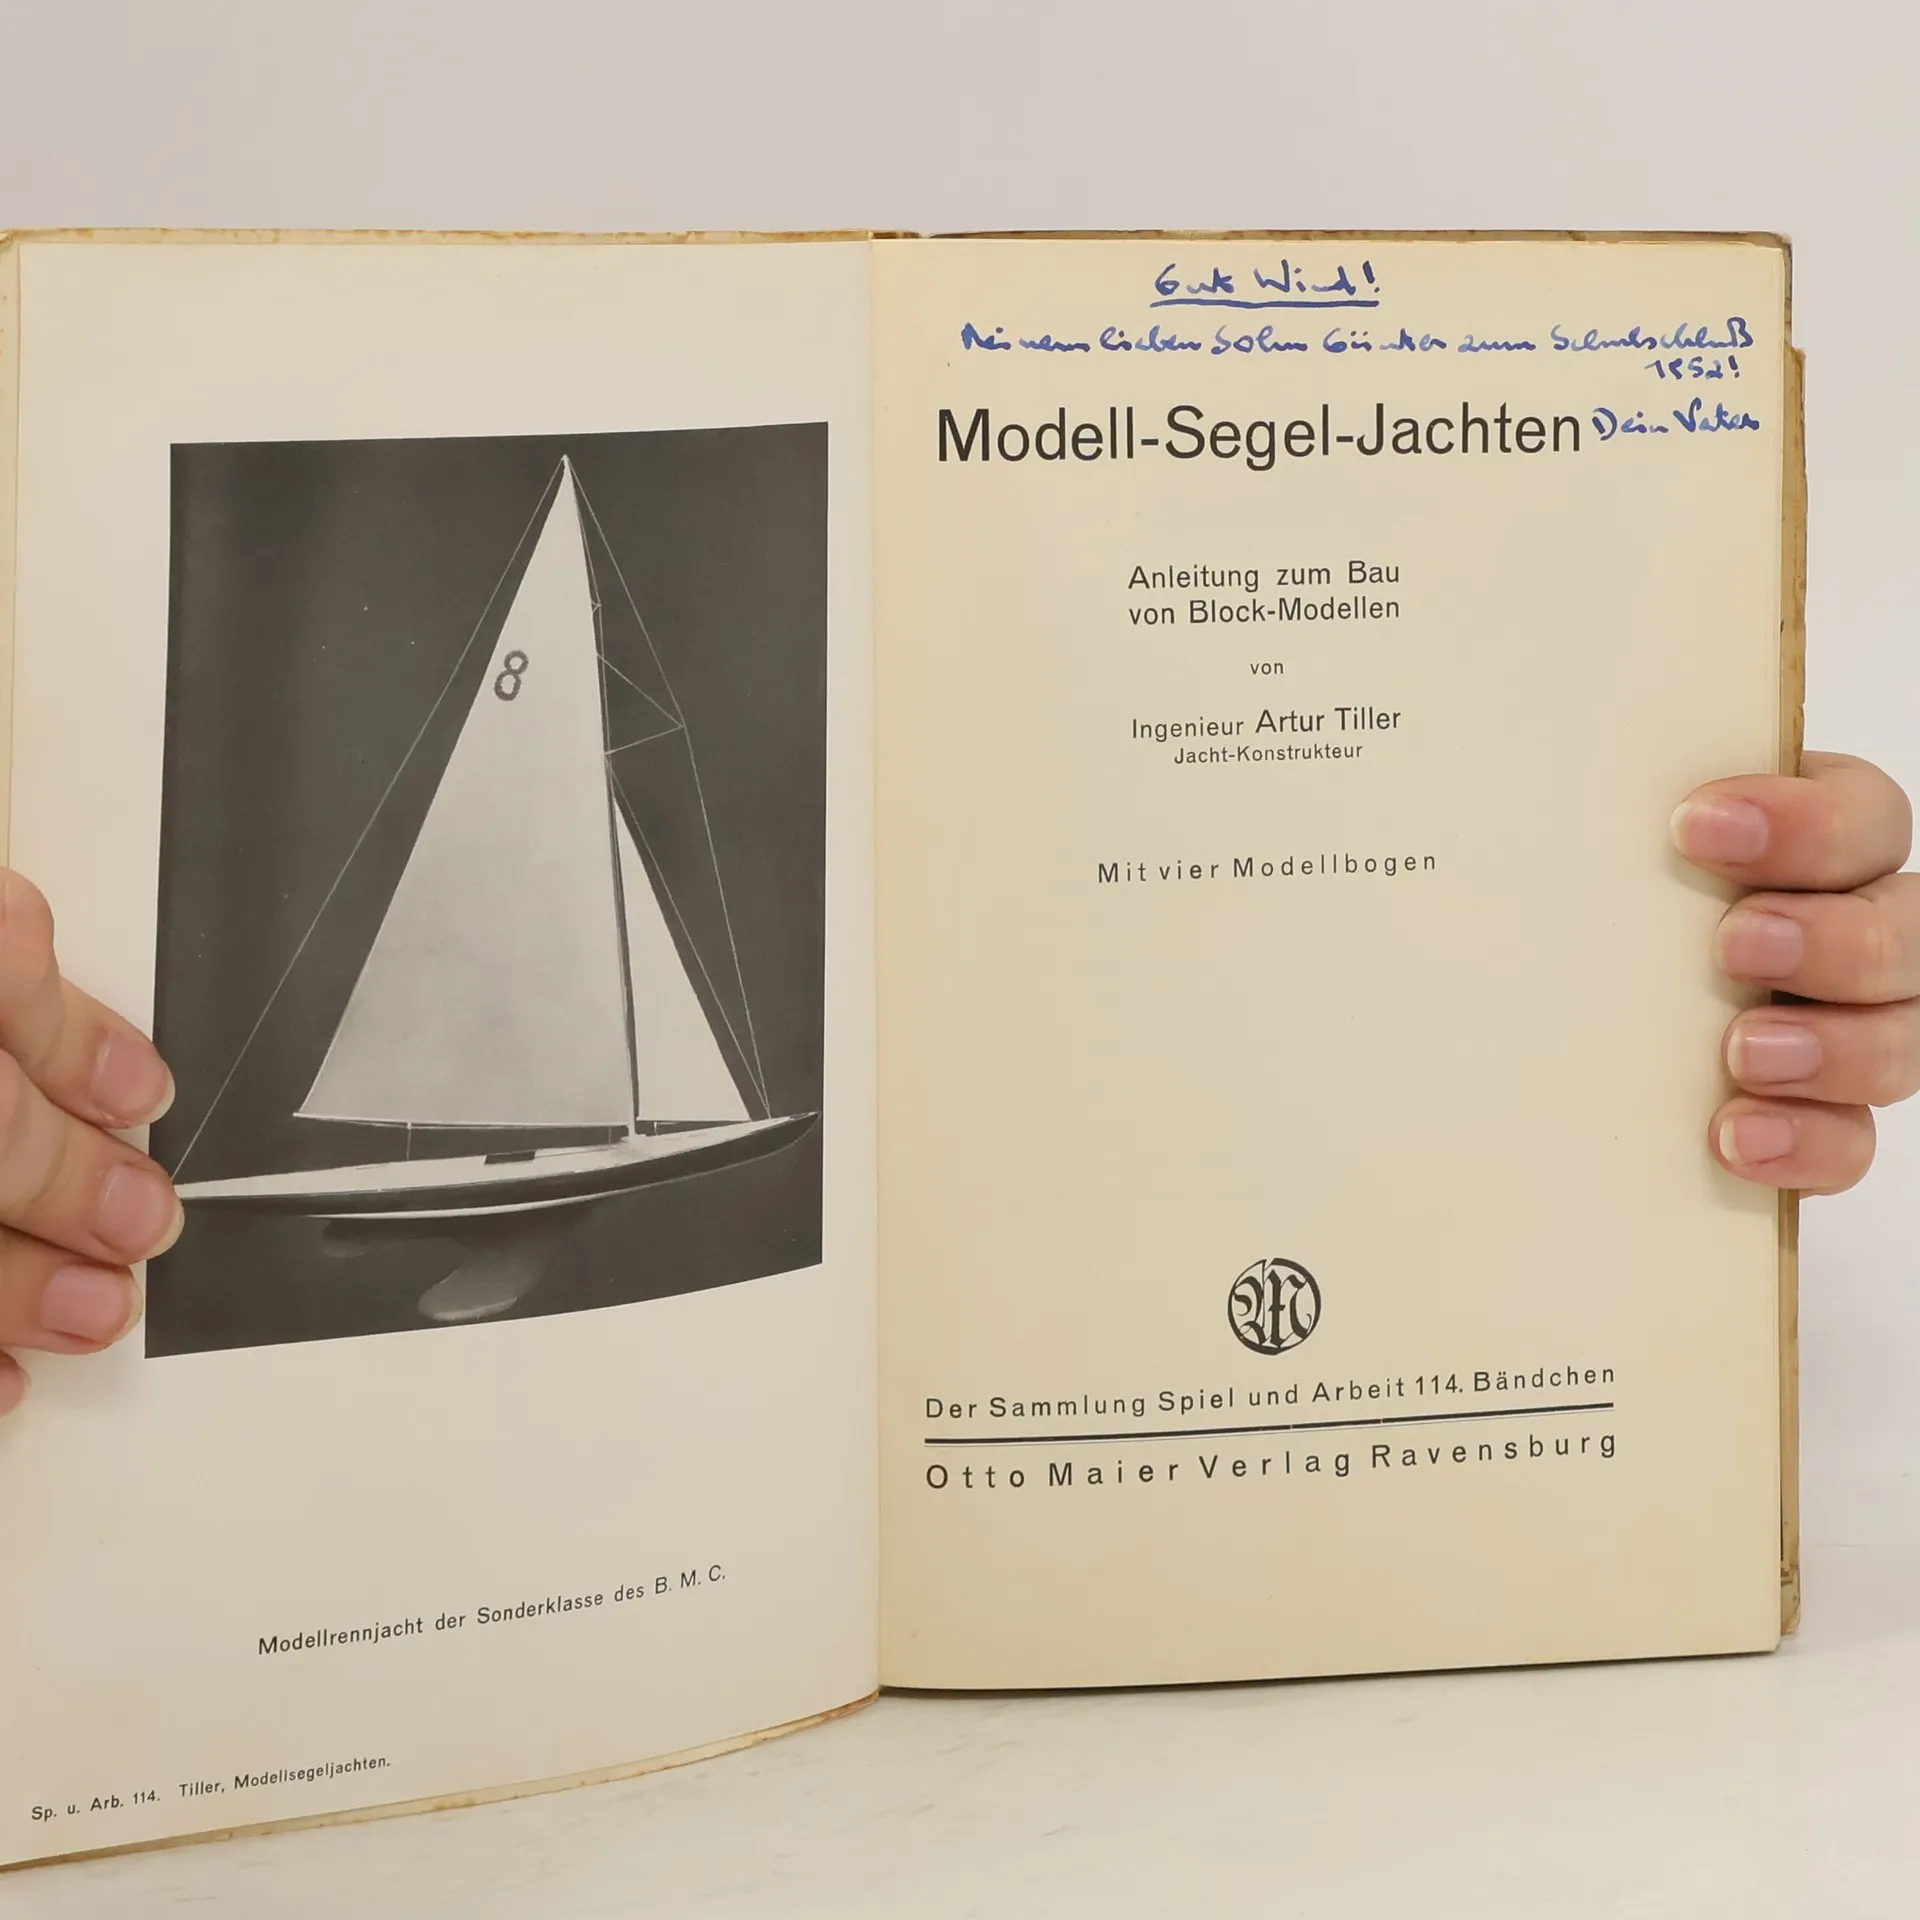 8
Modellrennjacht der Sonderklasse des B. M. C.
Sp. u. Arb. 114. Tiller, Modellsegeljachten.
Gut Wind!
Meinem lieben Sohn Günter zum Schulschluß
1952!
Dein Vater
Modell-Segel-Jachten
Anleitung zum Bau
von Block-Modellen
von
Ingenieur Artur Tiller
Jacht-Konstrukteur
Mit vier Modellbogen
M
Der Sammlung Spiel und Arbeit 114. Bändchen
Otto Maier Verlag Ravensburg